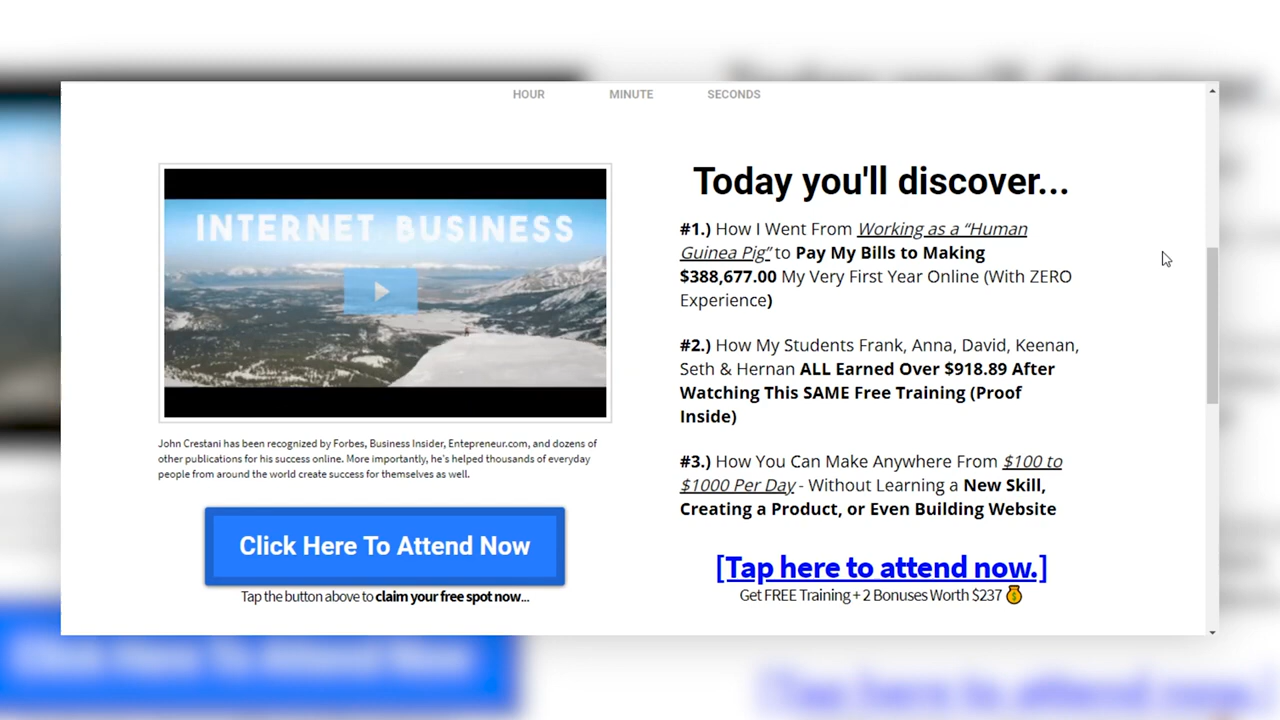 HOUR MINUTE SECONDS
INTERNET BUSINESS
John Crestani has been recognized by Forbes, Business Insider, Entepreneur.com, and dozens of
other publications for his success online. More importantly, he's helped thousands of everyday
people from around the world create success for themselves as well.
Click Here To Attend Now
Tap the button above to claim your free spot now...
Today you'll discover...
#1.) How I Went From Working as a “Human
Guinea Pig” to Pay My Bills to Making
$388,677.00 My Very First Year Online (With ZERO
Experience)
#2.) How My Students Frank, Anna, David, Keenan,
Seth & Hernan ALL Earned Over $918.89 After
Watching This SAME Free Training (Proof
Inside)
#3.) How You Can Make Anywhere From $100 to
$1000 Per Day - Without Learning a New Skill,
Creating a Product, or Even Building Website
[Tap here to attend now.]
Get FREE Training + 2 Bonuses Worth $237 💰